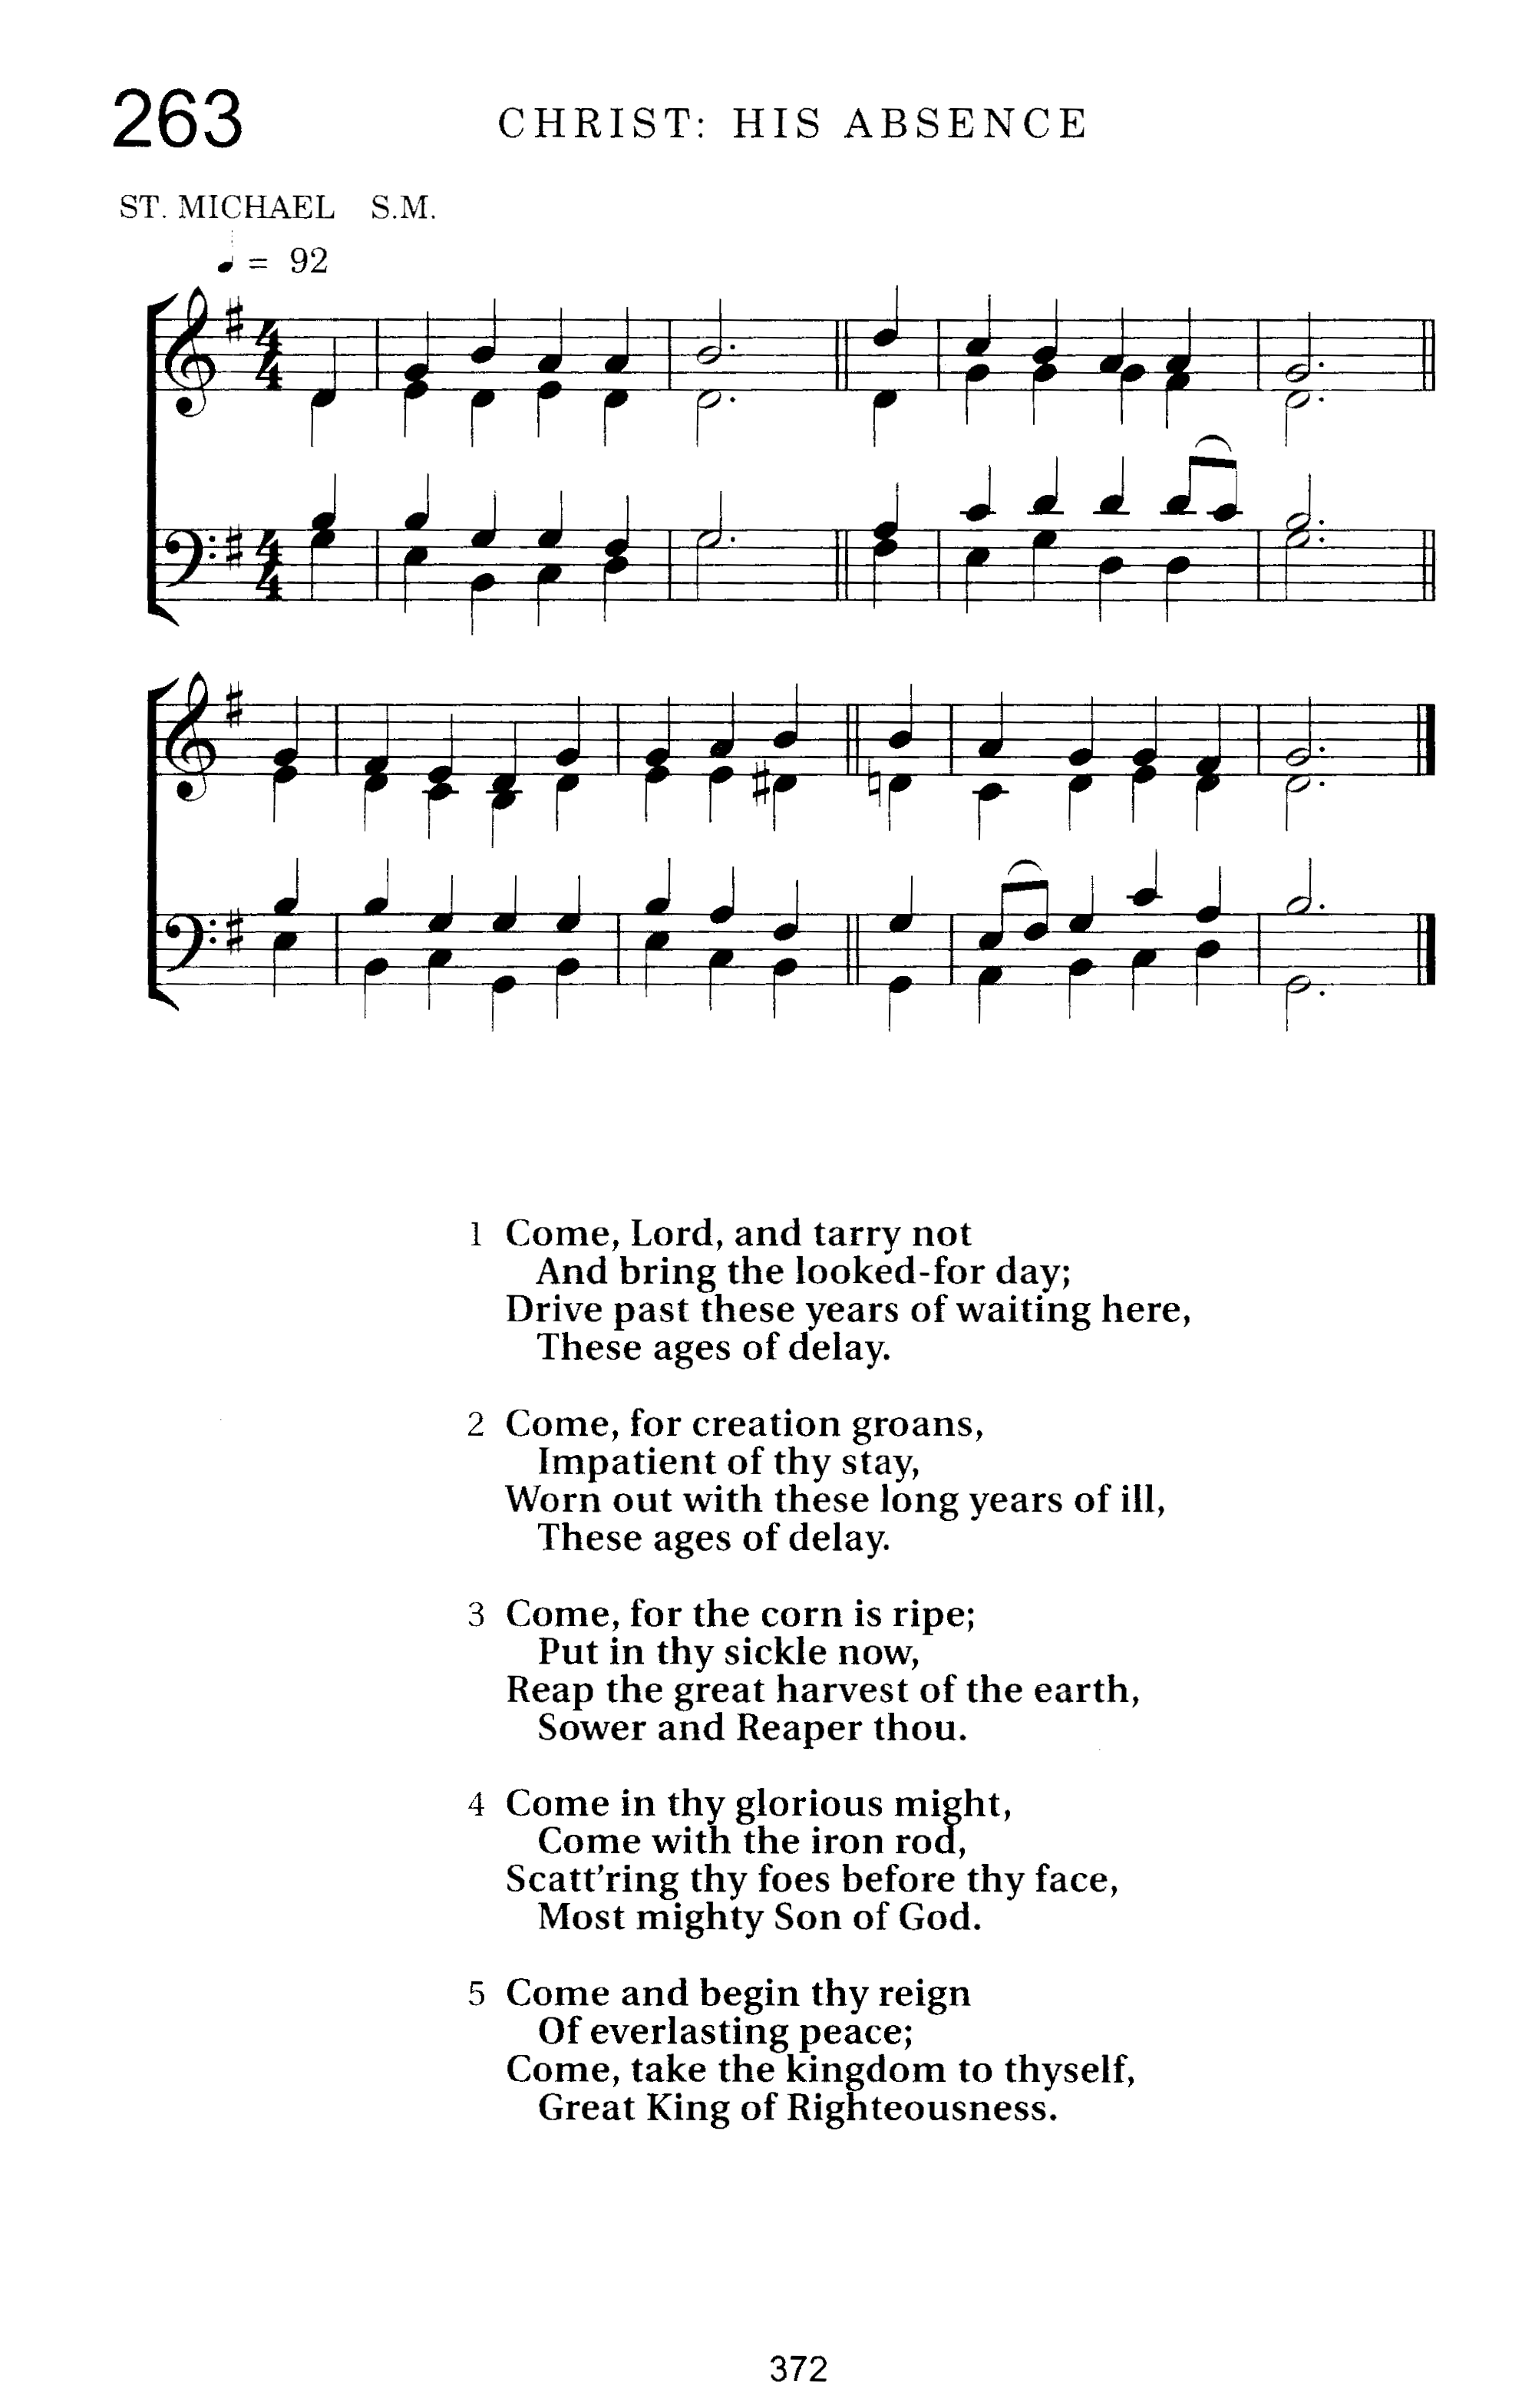 263
CHRIST: HIS ABSENCE
ST. MICHAEL S.M.
= 92
1 Come, Lord, and tarry not
And bring the looked-for day;
Drive past these years of waiting here,
These ages of delay.
2 Come, for creation groans,
Impatient of thy stay,
Worn out with these long years of ill,
These ages of delay.
3 Come, for the corn is ripe;
Put in thy sickle now,
Reap the great harvest of the earth,
Sower and Reaper thou.
4 Come in thy glorious might,
Come with the iron rod,
Scatt'ring thy foes before thy face,
Most mighty Son of God.
5 Come and begin thy reign
Of everlasting peace;
Come, take the kingdom to thyself,
Great King of Righteousness.
372